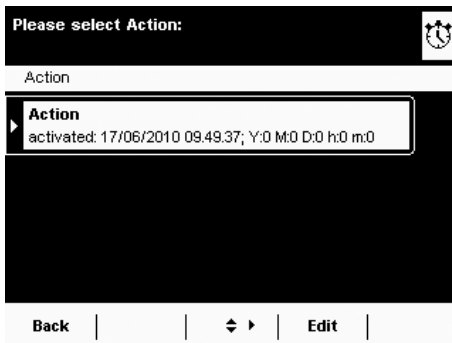 Please select Action:
Action
Action
activated: 17/06/2010 09.49.37; Y:0 M:0 D:0 h:0 m:0
Back
Edit